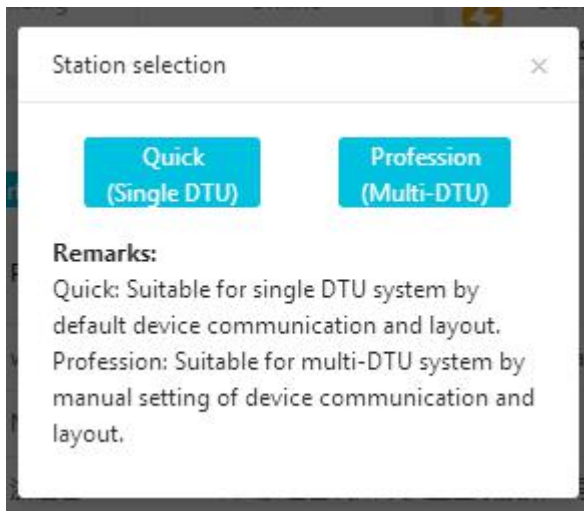 Station selection ×
Quick
(Single DTU)
Profession
(Multi-DTU)
Remarks:
Quick: Suitable for single DTU system by
default device communication and layout.
Profession: Suitable for multi-DTU system by
manual setting of device communication and
layout.